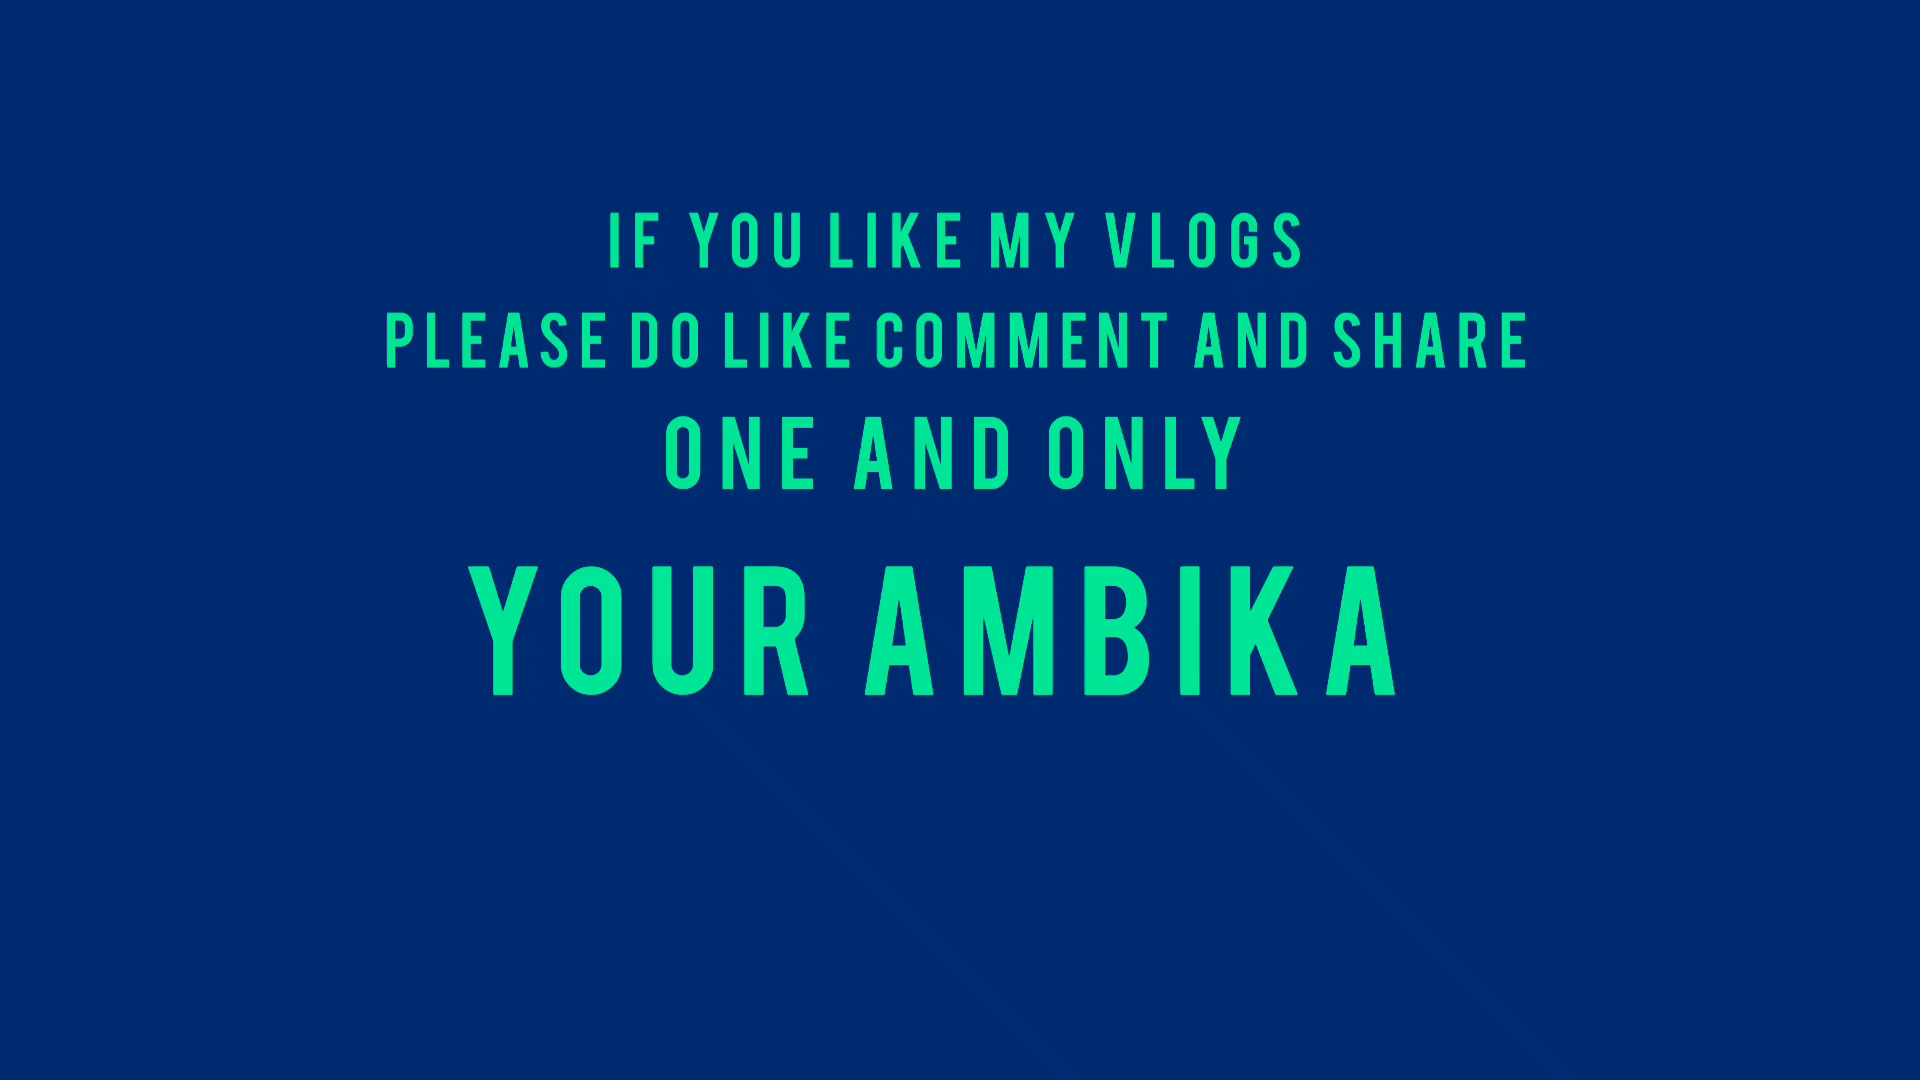 IF YOU LIKE MY VLOGS
PLEASE DO LIKE COMMENT AND SHARE
ONE AND ONLY
YOUR AMBIKA